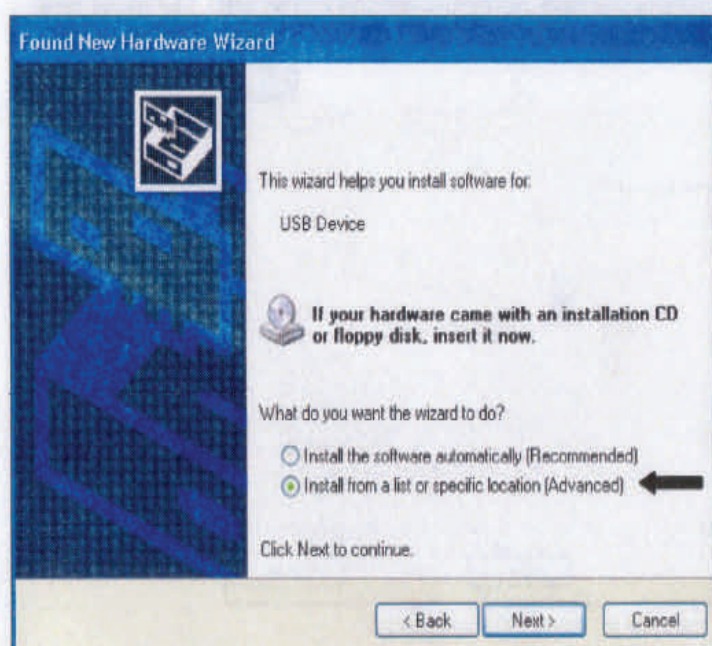 Found New Hardware Wizard
This wizard helps you install software for:
USB Device
If your hardware came with an installation CD
or floppy disk, insert it now.
What do you want the wizard to do?
Install the software automatically (Recommended)
Install from a list or specific location (Advanced)
Click Next to continue.
< Back
Next >
Cancel